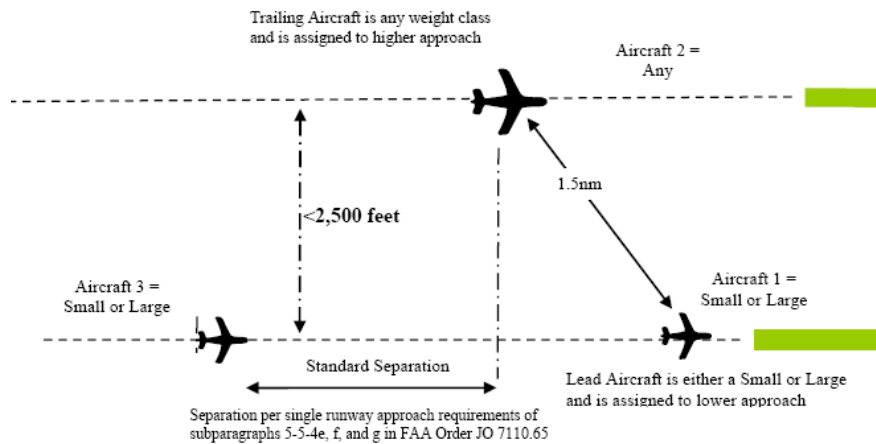 Trailing Aircraft is any weight class
and is assigned to higher approach
Aircraft 2 =
Any
1.5nm
<2,500 feet
Aircraft 3 =
Small or Large
Aircraft 1 =
Small or Large
Standard Separation
Lead Aircraft is either a Small or Large
and is assigned to lower approach
Separation per single runway approach requirements of
subparagraphs 5-5-4e, f, and g in FAA Order JO 7110.65